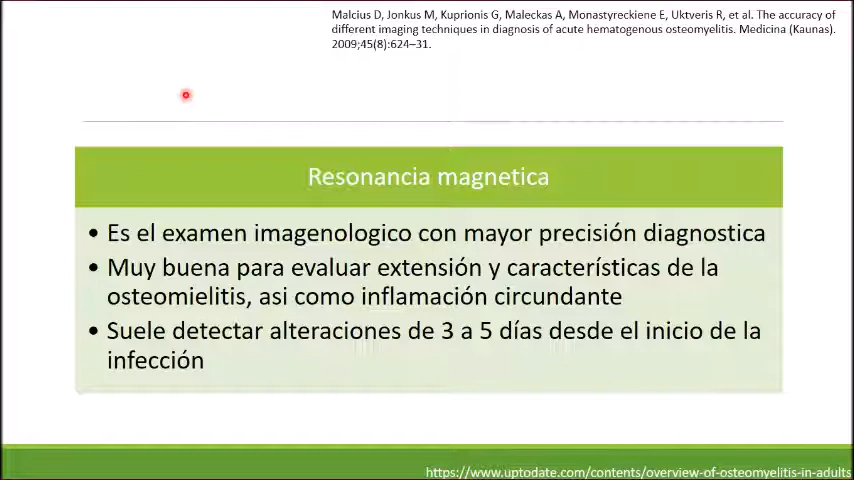 Malcius D, Jonkus M, Kuprionis G, Maleckas A, Monastyreckiene E, Uktveris R, et al. The accuracy of
different imaging techniques in diagnosis of acute hematogenous osteomyelitis. Medicina (Kaunas).
2009;45(8):624–31.
Resonancia magnetica
• Es el examen imagenologico con mayor precisión diagnostica
• Muy buena para evaluar extensión y características de la
osteomielitis, asi como inflamación circundante
• Suele detectar alteraciones de 3 a 5 días desde el inicio de la
infección
https://www.uptodate.com/contents/overview-of-osteomyelitis-in-adults